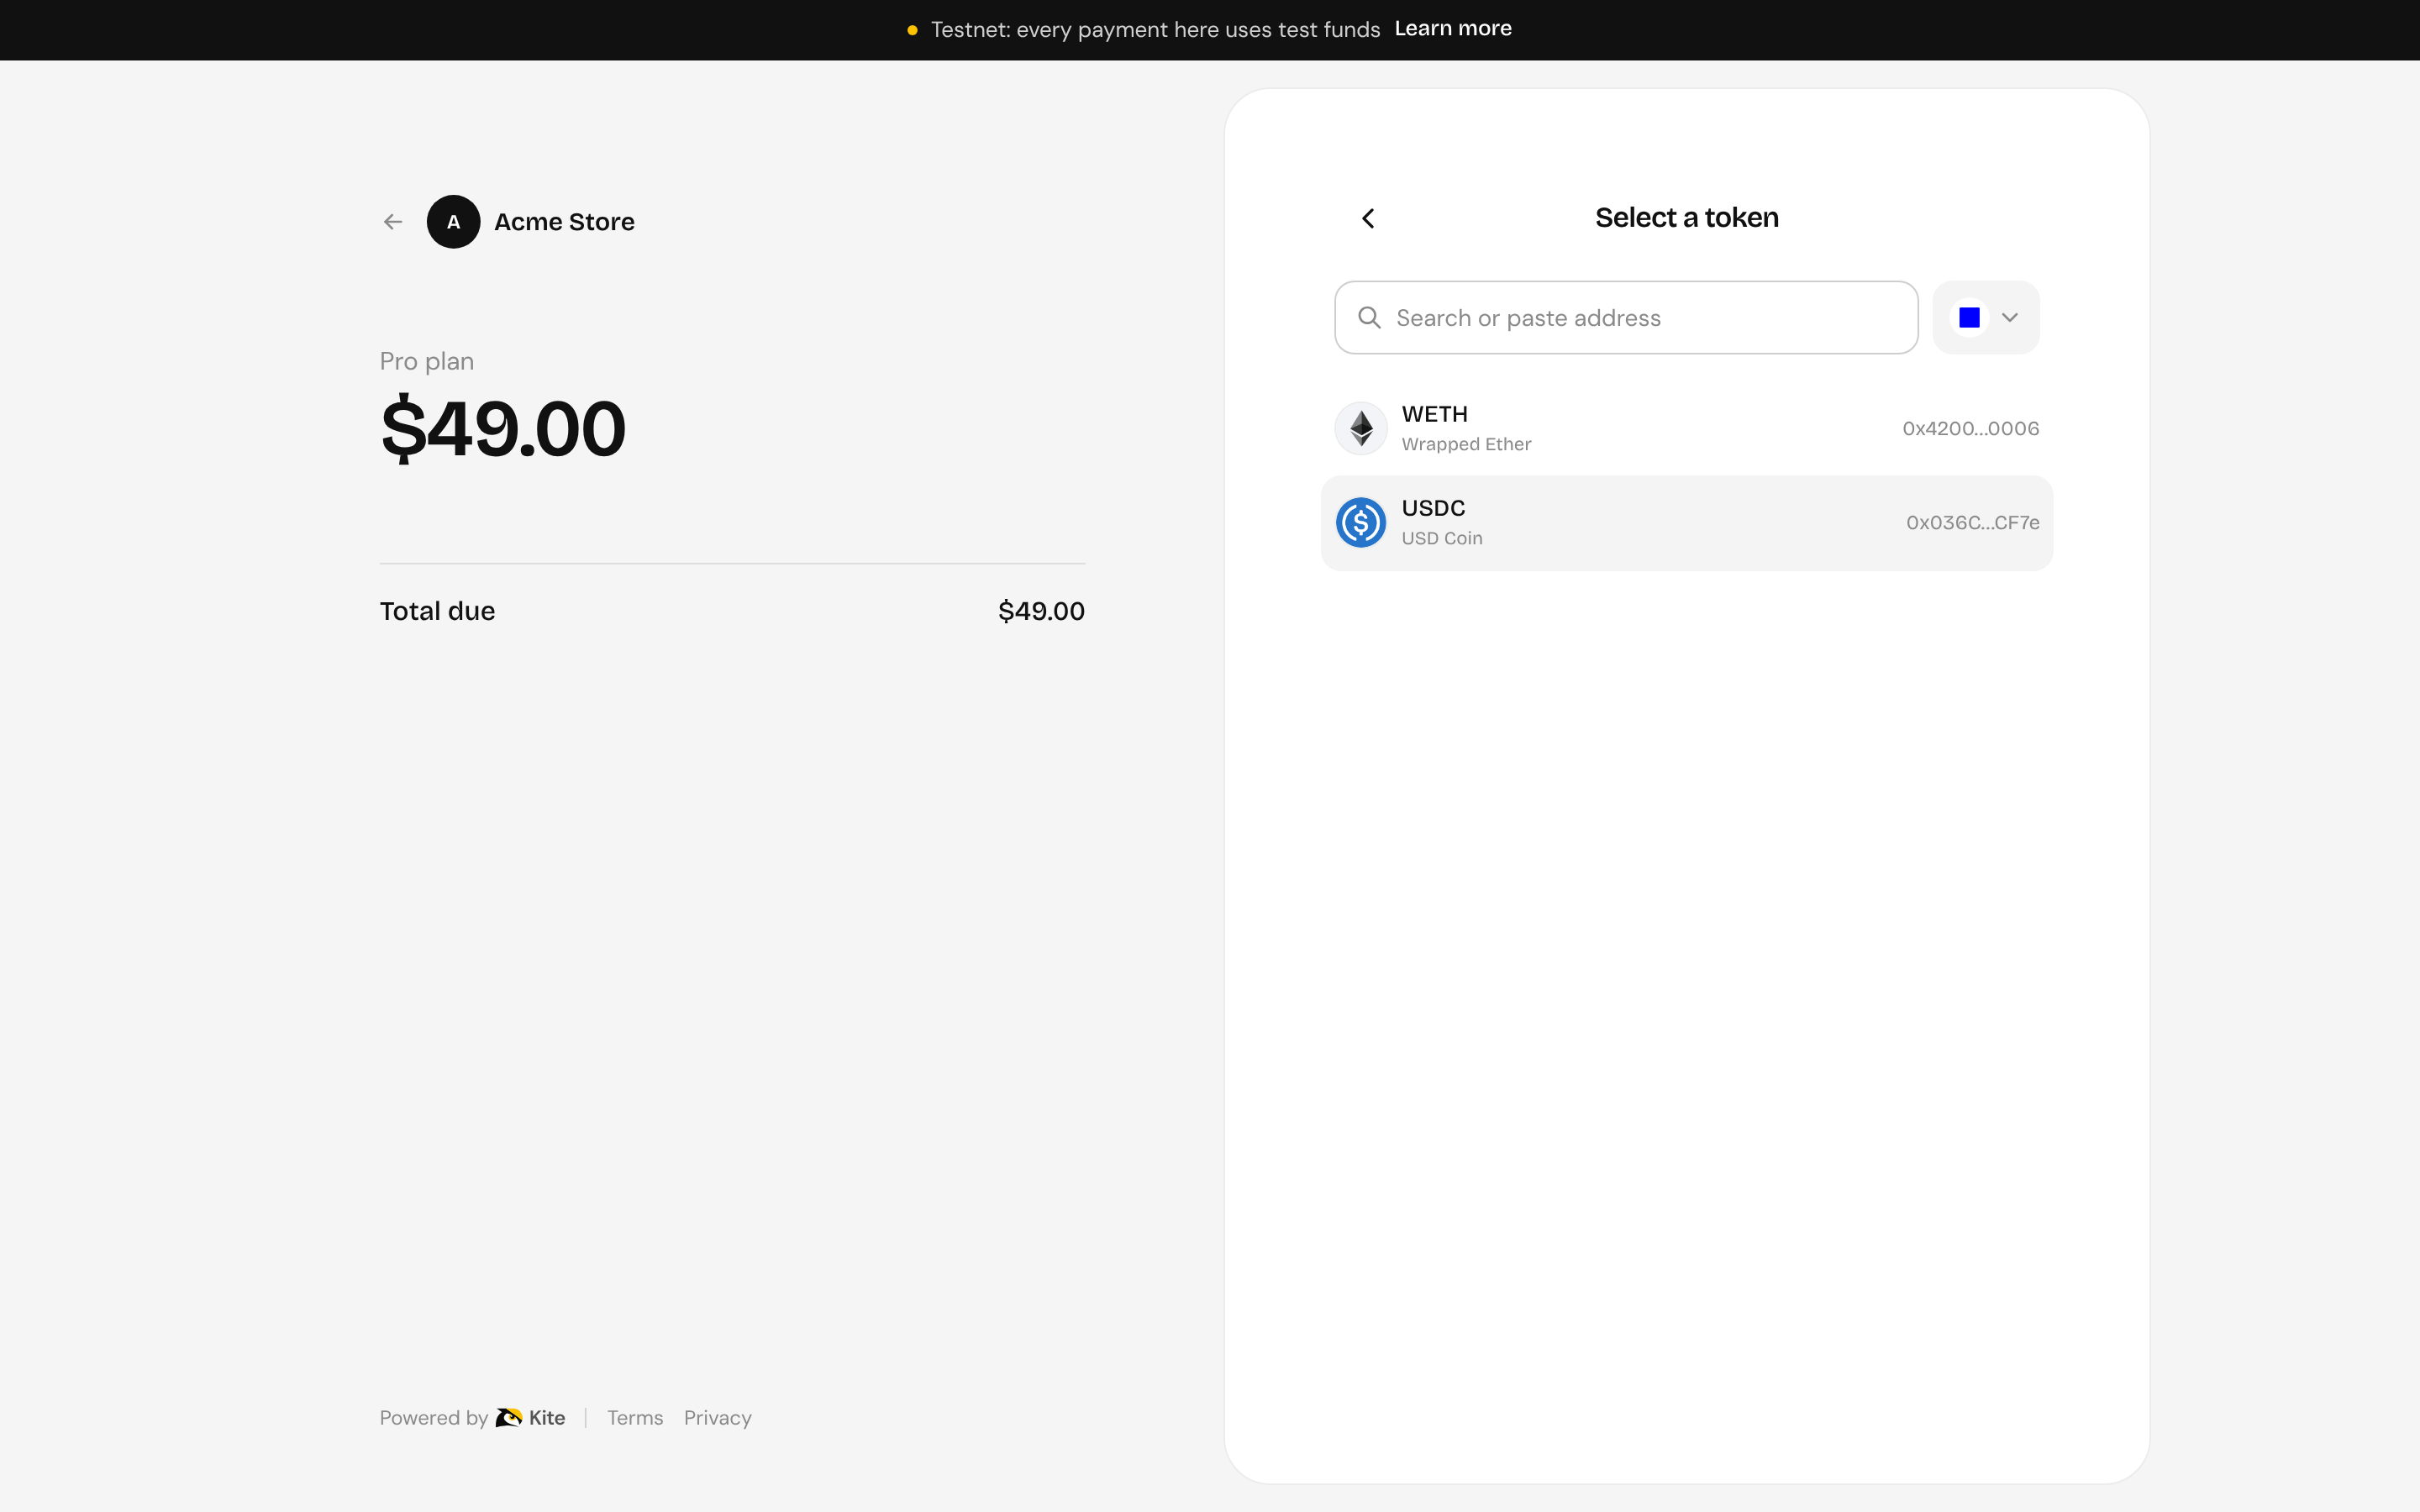 Testnet: every payment here uses test funds Learn more
A Acme Store
Pro plan
$49.00
Total due $49.00
Powered by Kite | Terms Privacy
Select a token
Search or paste address
WETH
Wrapped Ether
0x4200...0006
USDC
USD Coin
0x036C...CF7e